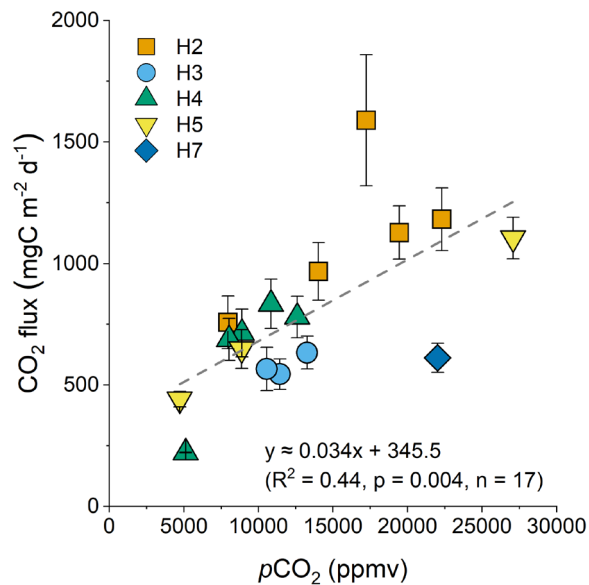 2000
1500
1000
500
0
CO₂ flux (mgC m⁻² d⁻¹)
H2
H3
H4
H5
H7
y ≈ 0.034x + 345.5
(R² = 0.44, p = 0.004, n = 17)
0 5000 10000 15000 20000 25000 30000
pCO₂ (ppmv)